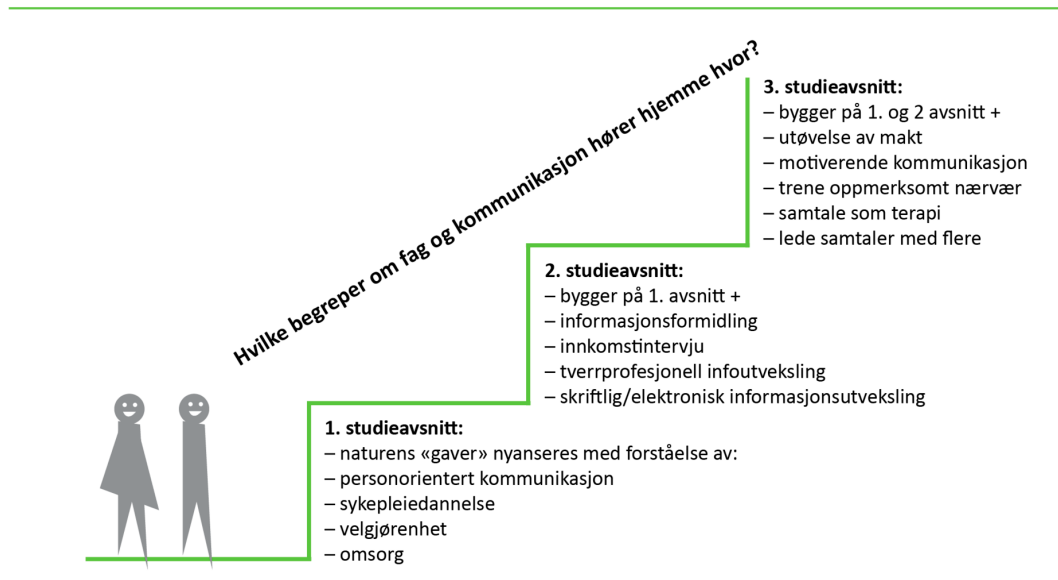 Hvilke begreper om fag og kommunikasjon hører hjemme hvor?
3. studieavsnitt:
– bygger på 1. og 2 avsnitt +
– utøvelse av makt
– motiverende kommunikasjon
– trene oppmerksomt nærvær
– samtale som terapi
– lede samtaler med flere
2. studieavsnitt:
– bygger på 1. avsnitt +
– informasjonsformidling
– innkomstintervju
– tverrprofesjonell infoutveksling
– skriftlig/elektronisk informasjonsutveksling
1. studieavsnitt:
– naturens «gaver» nyanseres med forståelse av:
– personorientert kommunikasjon
– sykepleiedannelse
– velgjørenhet
– omsorg